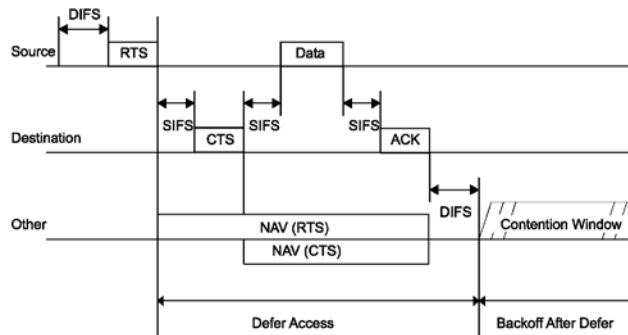 DIFS
Source
RTS
Data
SIFS
SIFS
SIFS
Destination
CTS
ACK
DIFS
Other
NAV (RTS)
Contention Window
NAV (CTS)
Defer Access
Backoff After Defer